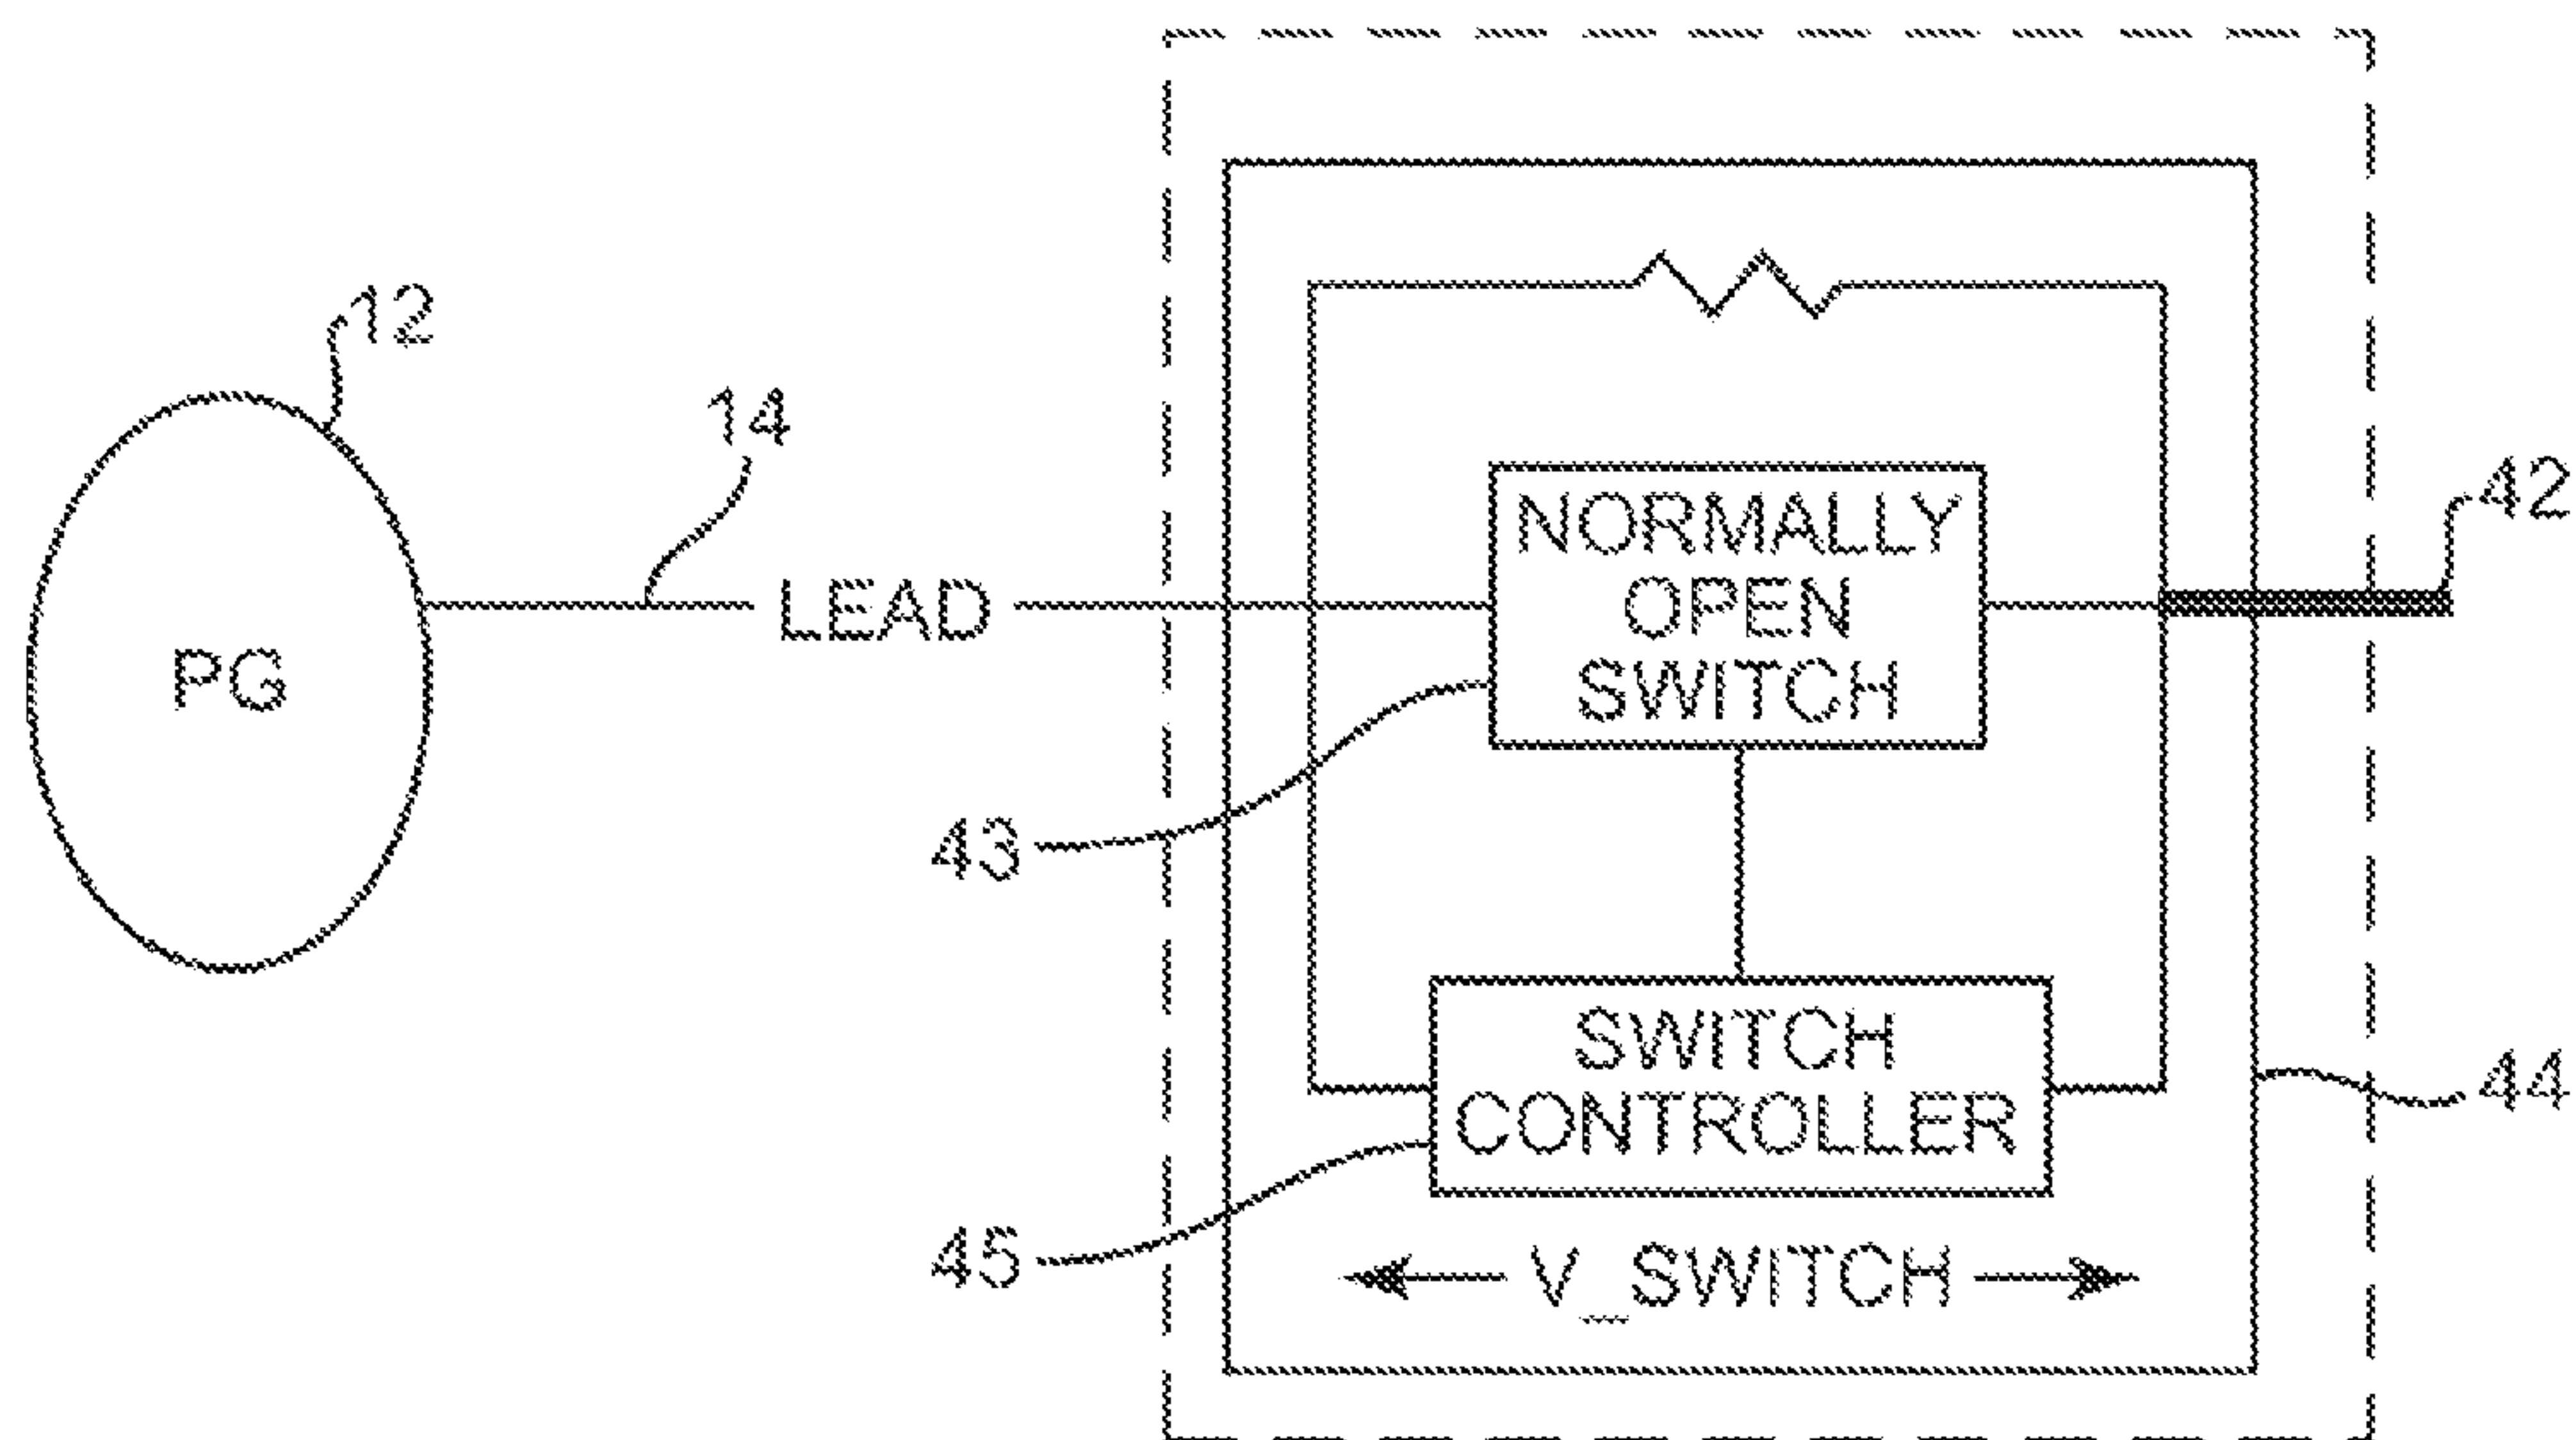 12
14
PG
LEAD
NORMALLY
OPEN
SWITCH
42
43
SWITCH
CONTROLLER
44
45
V_SWITCH